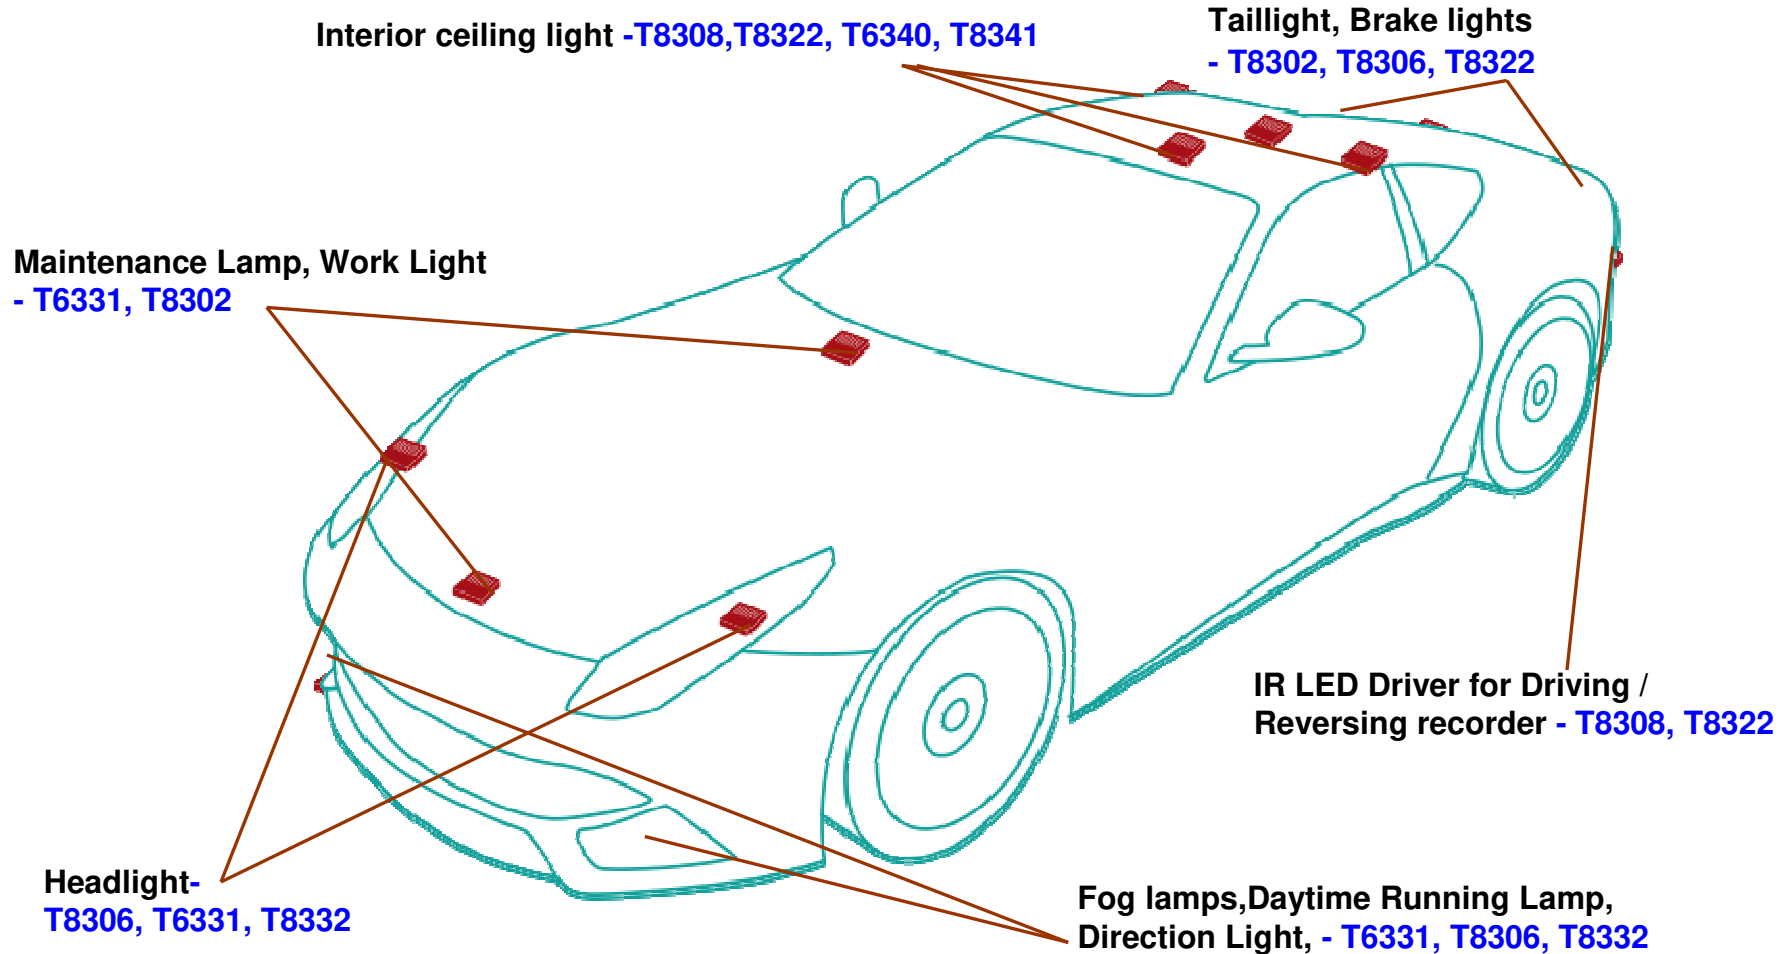 Interior ceiling light -T8308,T8322, T6340, T8341
Taillight, Brake lights
- T8302, T8306, T8322
Maintenance Lamp, Work Light
- T6331, T8302
IR LED Driver for Driving /
Reversing recorder - T8308, T8322
Headlight-
T8306, T6331, T8332
Fog lamps,Daytime Running Lamp,
Direction Light, - T6331, T8306, T8332